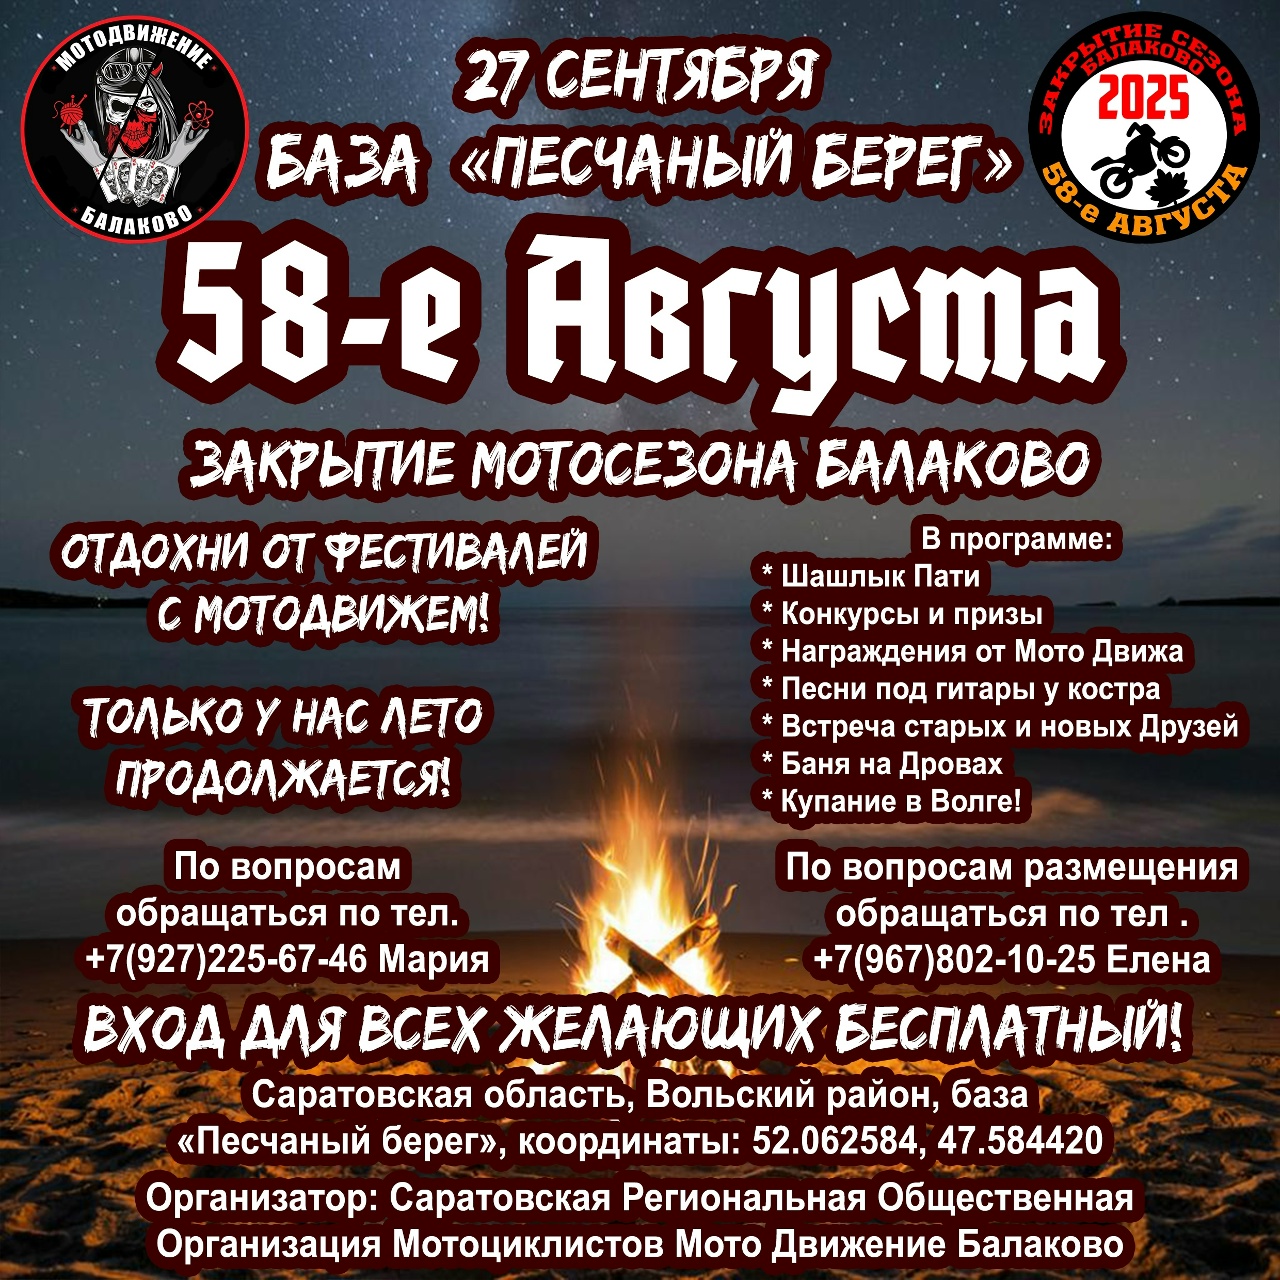 МОТОДВИЖЕНИЕ
БАЛАКОВО
ЗАКРЫТИЕ СЕЗОНА
БАЛАКОВО
2025
58-е АВГУСТА
27 СЕНТЯБРЯ
БАЗА «ПЕСЧАНЫЙ БЕРЕГ»
58-е Августа
ЗАКРЫТИЕ МОТОСЕЗОНА БАЛАКОВО
ОТДОХНИ ОТ ФЕСТИВАЛЕЙ
С МОТОДВИЖЕМ!
ТОЛЬКО У НАС ЛЕТО
ПРОДОЛЖАЕТСЯ!
В программе:
* Шашлык Пати
* Конкурсы и призы
* Награждения от Мото Движа
* Песни под гитары у костра
* Встреча старых и новых Друзей
* Баня на Дровах
* Купание в Волге!
По вопросам
обращаться по тел.
+7(927)225-67-46 Мария
По вопросам размещения
обращаться по тел .
+7(967)802-10-25 Елена
ВХОД ДЛЯ ВСЕХ ЖЕЛАЮЩИХ БЕСПЛАТНЫЙ!
Саратовская область, Вольский район, база
«Песчаный берег», координаты: 52.062584, 47.584420
Организатор: Саратовская Региональная Общественная
Организация Мотоциклистов Мото Движение Балаково